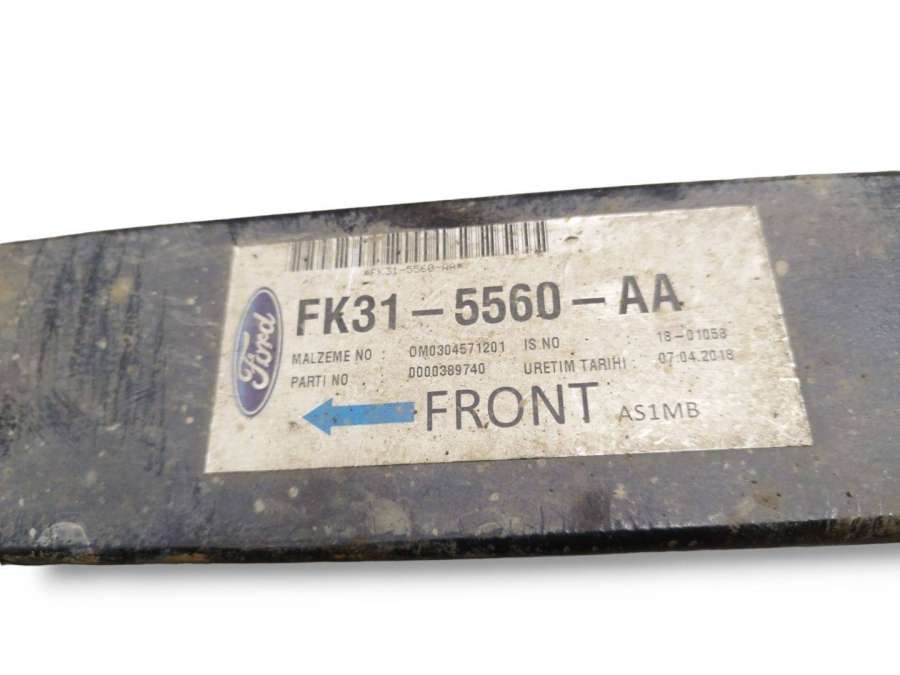 *FK31-5560-AA*
Ford
FK31-5560-AA
MALZEME NO : OM0304571201 IS.NO 18-01058
PARTI NO : 0000389740 URETIM TARIHI : 07.04.2018
FRONT AS1MB